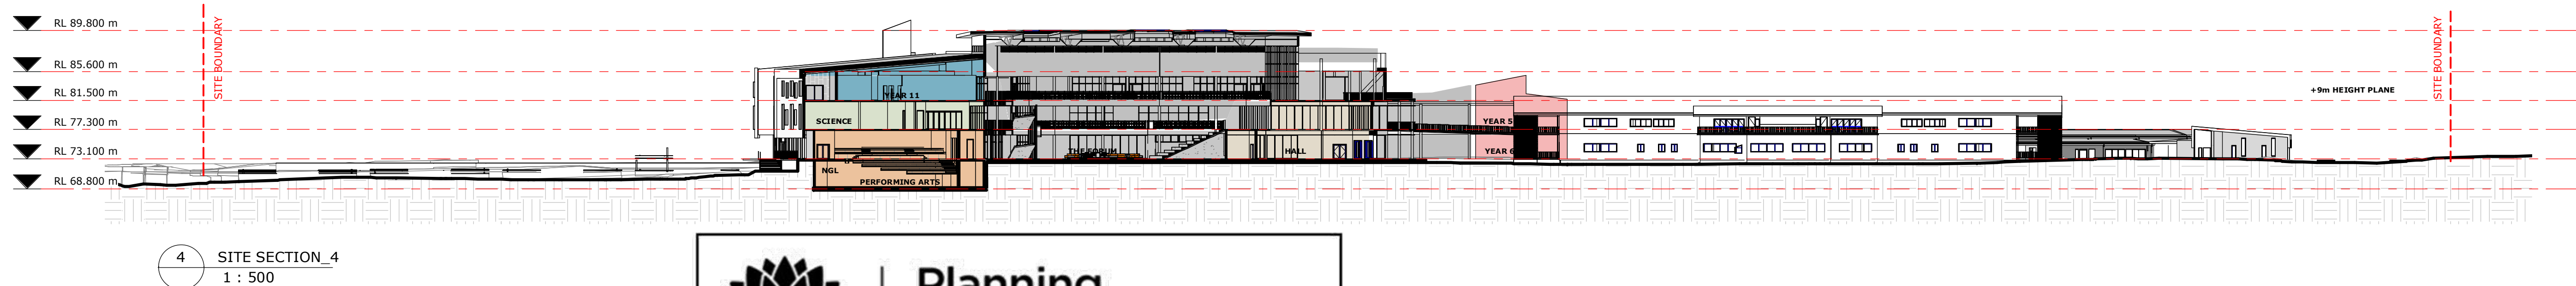 RL 89.800 m
SITE BOUNDARY
SITE BOUNDARY
RL 85.600 m
RL 81.500 m
YEAR 11
+9m HEIGHT PLANE
RL 77.300 m
SCIENCE
YEAR 5
RL 73.100 m
THE FORUM
HALL
YEAR 6
NGL
RL 68.800 m
PERFORMING ARTS
4
SITE SECTION_4
1 : 500
Planning